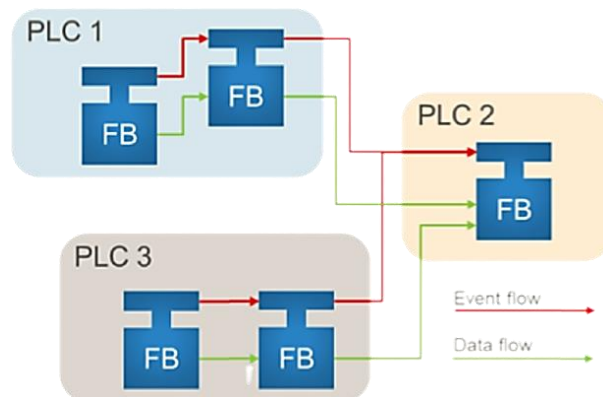 PLC 1
FB
FB
PLC 2
FB
PLC 3
FB
FB
Event flow
Data flow